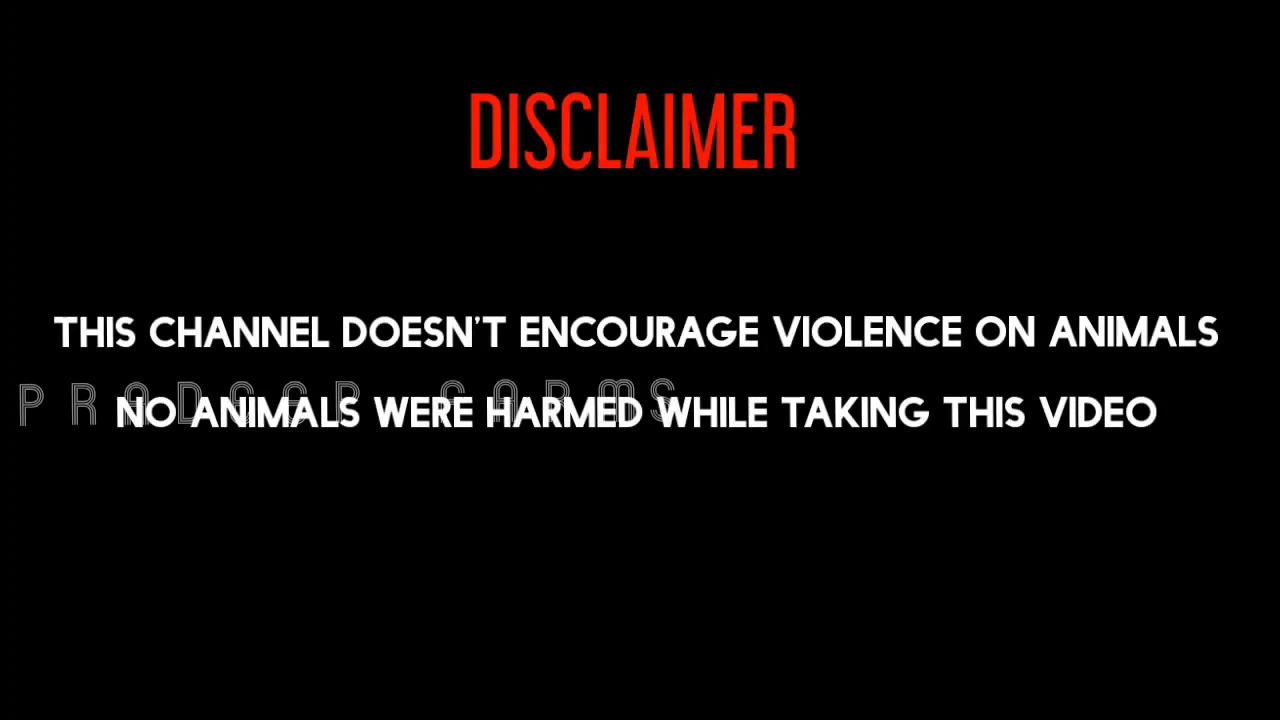 DISCLAIMER
THIS CHANNEL DOESN'T ENCOURAGE VIOLENCE ON ANIMALS
NO ANIMALS WERE HARMED WHILE TAKING THIS VIDEO